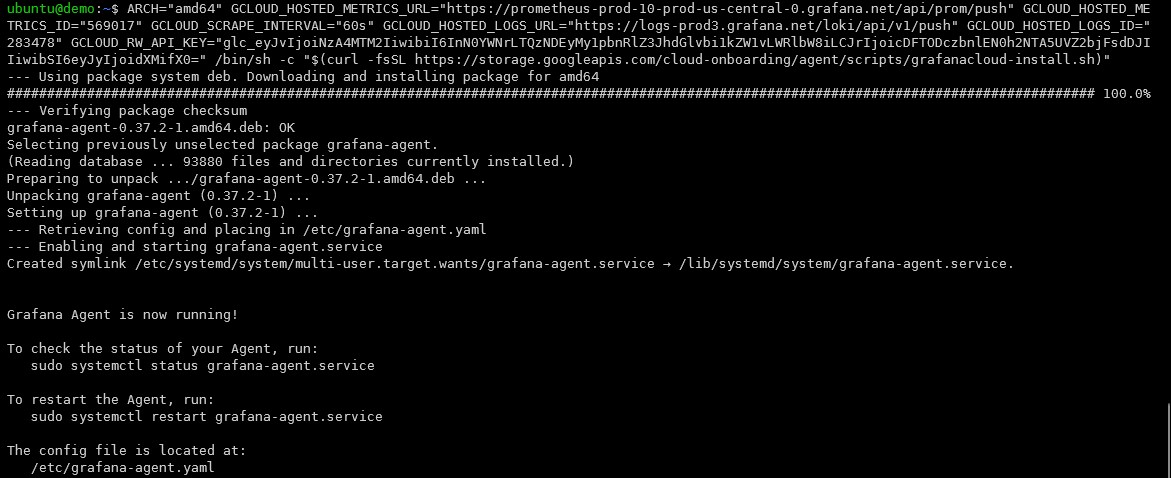 ubuntu@demo:~$ ARCH="amd64" GCLOUD_HOSTED_METRICS_URL="https://prometheus-prod-10-prod-us-central-0.grafana.net/api/prom/push" GCLOUD_HOSTED_ME
TRICS_ID="569017" GCLOUD_SCRAPE_INTERVAL="60s" GCLOUD_HOSTED_LOGS_URL="https://logs-prod3.grafana.net/loki/api/v1/push" GCLOUD_HOSTED_LOGS_ID="
283478" GCLOUD_RW_API_KEY="glc_eyJvIjoiNzA4MTM2IiwibiI6InN0YWNrLTQzNDEyMy1pbnRlZ3JhdGlvbi1kZW1vLWRlbW8iLCJrIjoicDFTODczbnlEN0h2NTA5UVZ2bjFsdDJI
IiwibSI6eyJyIjoidXMifX0=" /bin/sh -c "$(curl -fsSL https://storage.googleapis.com/cloud-onboarding/agent/scripts/grafanacloud-install.sh)"
--- Using package system deb. Downloading and installing package for amd64
######################################################################################################################################## 100.0%
--- Verifying package checksum
grafana-agent-0.37.2-1.amd64.deb: OK
Selecting previously unselected package grafana-agent.
(Reading database ... 93880 files and directories currently installed.)
Preparing to unpack .../grafana-agent-0.37.2-1.amd64.deb ...
Unpacking grafana-agent (0.37.2-1) ...
Setting up grafana-agent (0.37.2-1) ...
--- Retrieving config and placing in /etc/grafana-agent.yaml
--- Enabling and starting grafana-agent.service
Created symlink /etc/systemd/system/multi-user.target.wants/grafana-agent.service → /lib/systemd/system/grafana-agent.service.
Grafana Agent is now running!
To check the status of your Agent, run:
sudo systemctl status grafana-agent.service
To restart the Agent, run:
sudo systemctl restart grafana-agent.service
The config file is located at:
/etc/grafana-agent.yaml